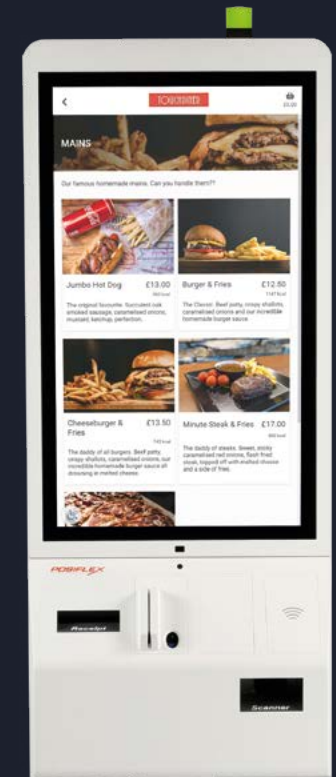 £0.00
MAINS
Our famous homemade mains. Can you handle them??
Jumbo Hot Dog £13.00
The original favourite. Succulent oak
smoked sausage, caramelised onions,
mustard, ketchup, perfection.
Burger & Fries £12.50
1147 kcal
The Classic. Beef patty, crispy shallots,
caramelised onions and our incredible
homemade burger sauce
Cheeseburger & £13.50
Fries
The daddy of all burgers. Beef patty,
crispy shallots, caramelised onions, our
incredible homemade burger sauce all
drowning in melted cheese.
Minute Steak & Fries £17.00
The daddy of steaks. Sweet, sticky
caramelised red onions, flash fried
steak, topped off with melted cheese
and a side of fries.
POSIFLEX
Receipt
Scanner